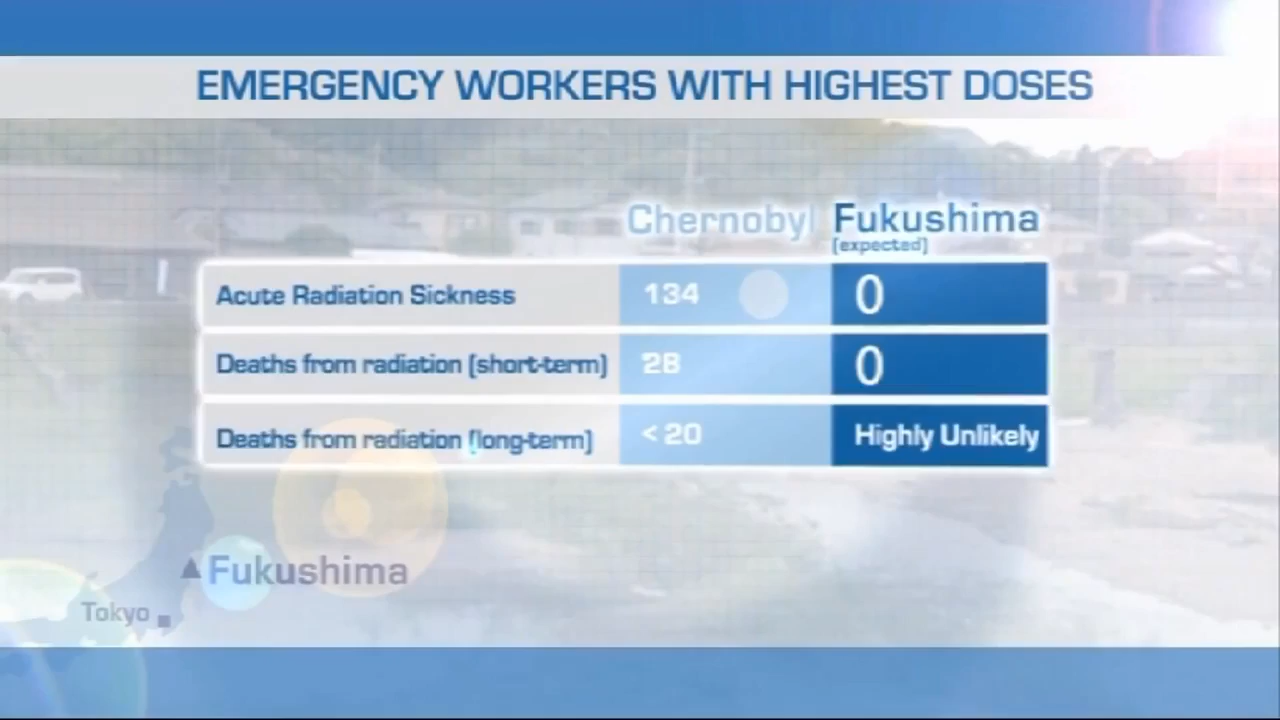 EMERGENCY WORKERS WITH HIGHEST DOSES
Chernobyl Fukushima
(expected)
Acute Radiation Sickness 134 0
Deaths from radiation (short-term) 28 0
Deaths from radiation (long-term) < 20 Highly Unlikely
Fukushima
Tokyo